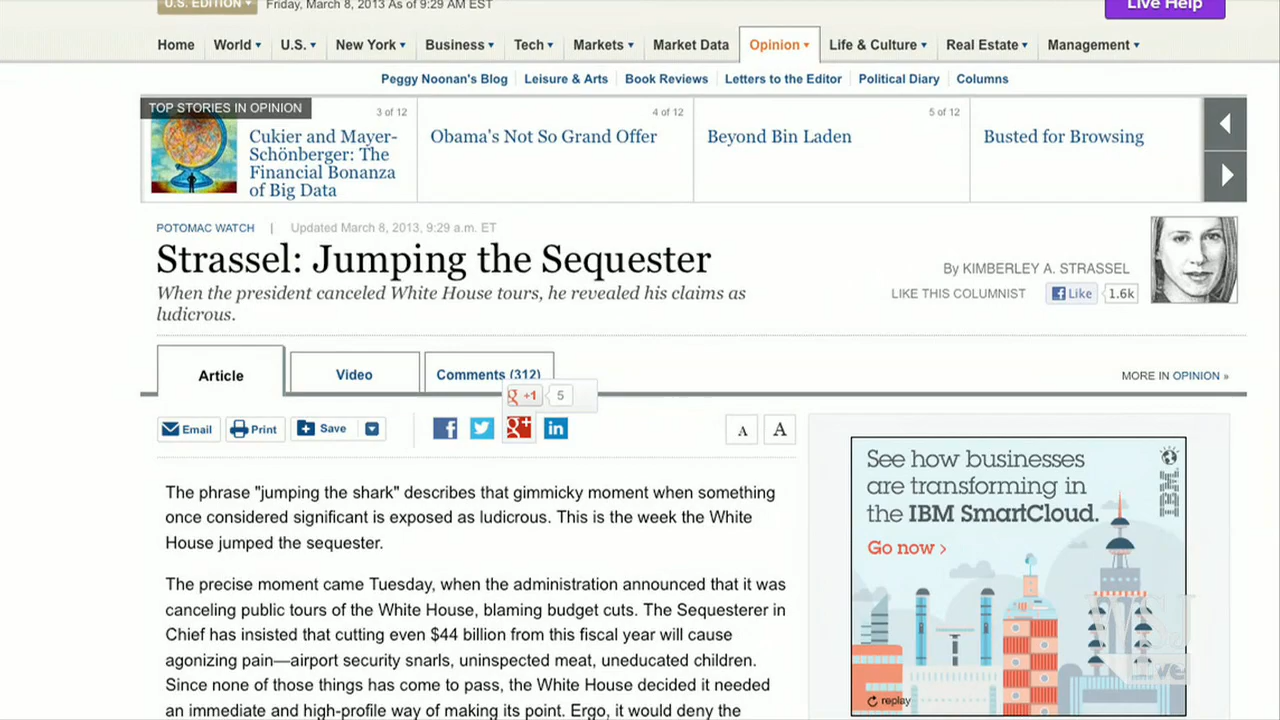 U.S. EDITION
Friday, March 8, 2013 As of 9:29 AM EST
Live Help
Home World U.S. New York Business Tech Markets Market Data Opinion Life & Culture Real Estate Management
Peggy Noonan's Blog Leisure & Arts Book Reviews Letters to the Editor Political Diary Columns
TOP STORIES IN OPINION
3 of 12
Cukier and Mayer-
Schönberger: The
Financial Bonanza
of Big Data
4 of 12
Obama's Not So Grand Offer
5 of 12
Beyond Bin Laden
Busted for Browsing
POTOMAC WATCH | Updated March 8, 2013, 9:29 a.m. ET
Strassel: Jumping the Sequester
When the president canceled White House tours, he revealed his claims as
ludicrous.
By KIMBERLEY A. STRASSEL
LIKE THIS COLUMNIST Like 1.6k
Article Video Comments (312)
MORE IN OPINION »
g +1 5
Email Print Save f g+ in A A
The phrase "jumping the shark" describes that gimmicky moment when something
once considered significant is exposed as ludicrous. This is the week the White
House jumped the sequester.
The precise moment came Tuesday, when the administration announced that it was
canceling public tours of the White House, blaming budget cuts. The Sequesterer in
Chief has insisted that cutting even $44 billion from this fiscal year will cause
agonizing pain—airport security snarls, uninspected meat, uneducated children.
Since none of those things has come to pass, the White House decided it needed
an immediate and high-profile way of making its point. Ergo, it would deny the
See how businesses
are transforming in
the IBM SmartCloud.
Go now >
IBM
replay
WSJ
Live